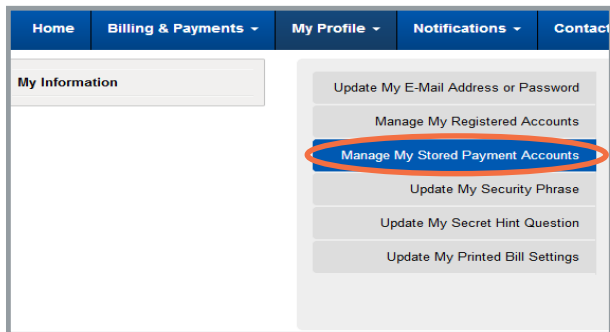 Home Billing & Payments My Profile Notifications Contact
My Information
Update My E-Mail Address or Password
Manage My Registered Accounts
Manage My Stored Payment Accounts
Update My Security Phrase
Update My Secret Hint Question
Update My Printed Bill Settings